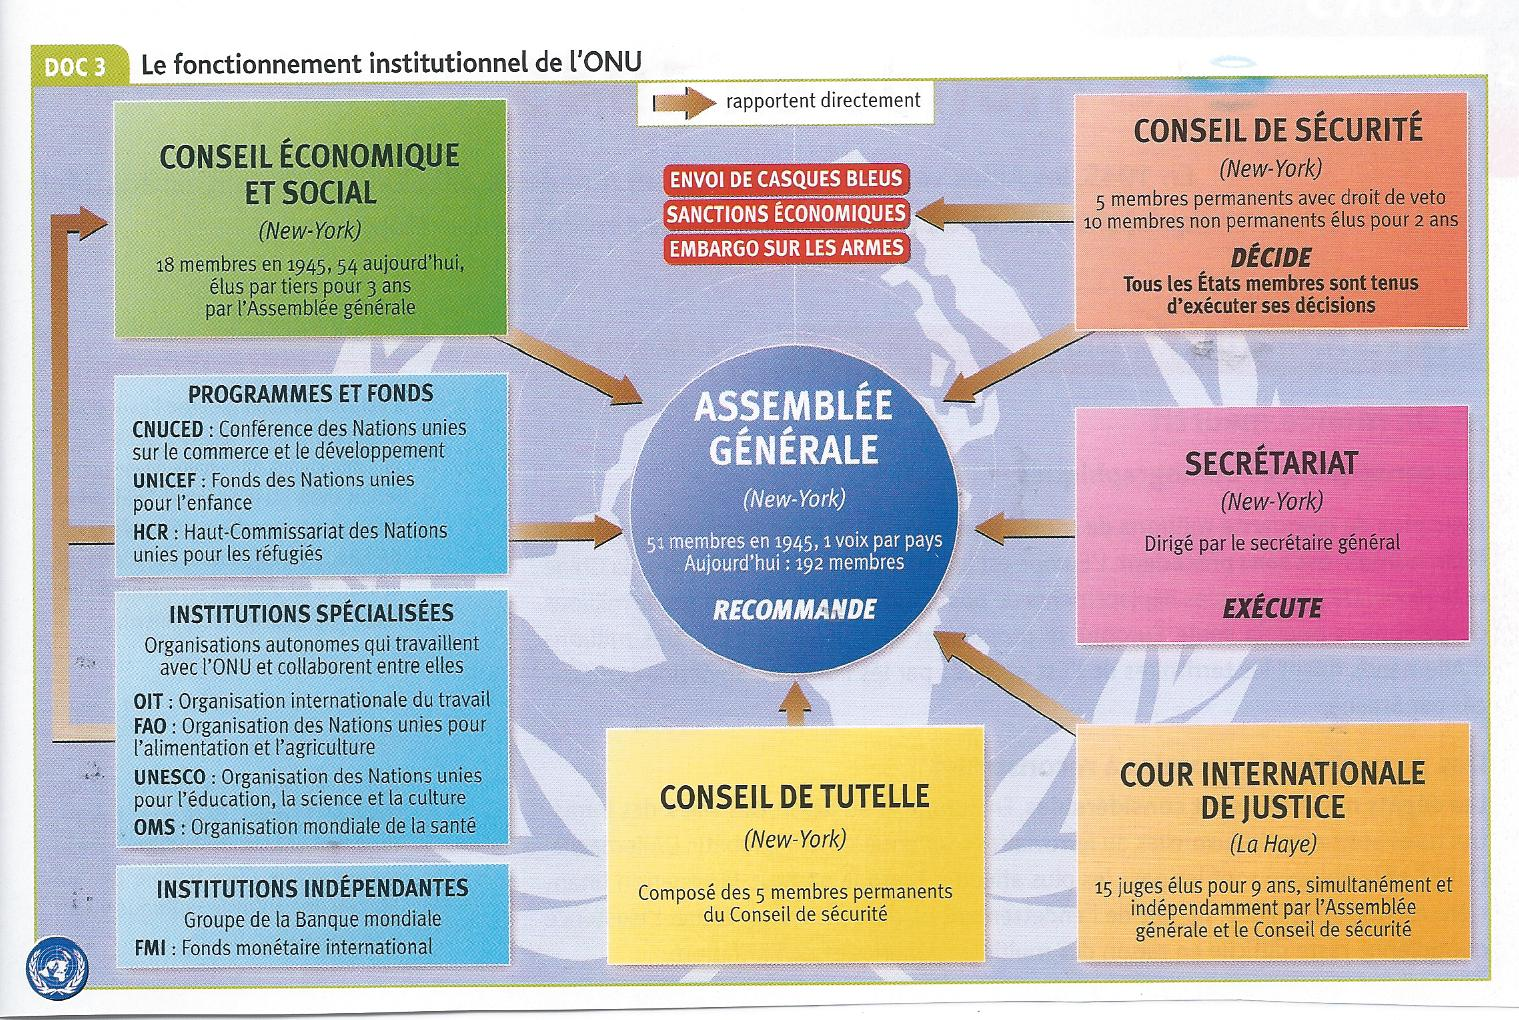 DOC 3
Le fonctionnement institutionnel de l'ONU
rapportent directement
CONSEIL ÉCONOMIQUE
ET SOCIAL
(New-York)
18 membres en 1945, 54 aujourd'hui,
élus par tiers pour 3 ans
par l'Assemblée générale
PROGRAMMES ET FONDS
CNUCED : Conférence des Nations unies
sur le commerce et le développement
UNICEF : Fonds des Nations unies
pour l'enfance
HCR : Haut-Commissariat des Nations
unies pour les réfugiés
INSTITUTIONS SPÉCIALISÉES
Organisations autonomes qui travaillent
avec l'ONU et collaborent entre elles
OIT : Organisation internationale du travail
FAO : Organisation des Nations unies pour
l'alimentation et l'agriculture
UNESCO : Organisation des Nations unies
pour l'éducation, la science et la culture
OMS : Organisation mondiale de la santé
INSTITUTIONS INDÉPENDANTES
Groupe de la Banque mondiale
FMI : Fonds monétaire international
ENVOI DE CASQUES BLEUS
SANCTIONS ÉCONOMIQUES
EMBARGO SUR LES ARMES
ASSEMBLÉE
GÉNÉRALE
(New-York)
51 membres en 1945, 1 voix par pays
Aujourd'hui : 192 membres
RECOMMANDE
CONSEIL DE TUTELLE
(New-York)
Composé des 5 membres permanents
du Conseil de sécurité
CONSEIL DE SÉCURITÉ
(New-York)
5 membres permanents avec droit de veto
10 membres non permanents élus pour 2 ans
DÉCIDE
Tous les États membres sont tenus
d'exécuter ses décisions
SECRÉTARIAT
(New-York)
Dirigé par le secrétaire général
EXÉCUTE
COUR INTERNATIONALE
DE JUSTICE
(La Haye)
15 juges élus pour 9 ans, simultanément et
indépendamment par l'Assemblée
générale et le Conseil de sécurité